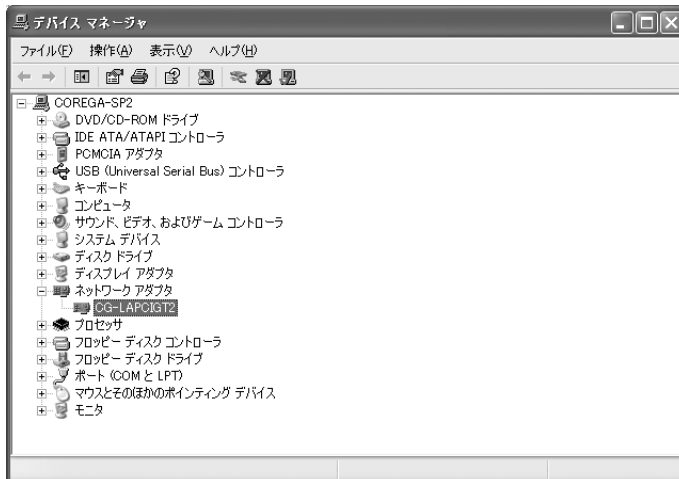 デバイス マネージャ
ファイル(F) 操作(A) 表示(V) ヘルプ(H)
COREGA-SP2
DVD/CD-ROM ドライブ
IDE ATA/ATAPI コントローラ
PCMCIA アダプタ
USB (Universal Serial Bus) コントローラ
キーボード
コンピュータ
サウンド、ビデオ、およびゲーム コントローラ
システム デバイス
ディスク ドライブ
ディスプレイ アダプタ
ネットワーク アダプタ
CG-LAPCIGT2
プロセッサ
フロッピー ディスク コントローラ
フロッピー ディスク ドライブ
ポート (COM と LPT)
マウスとそのほかのポインティング デバイス
モニタ